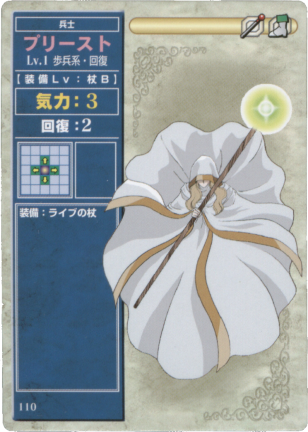 兵士
プリースト
Lv.1 歩兵系・回復
【装備Lv：杖B】
気力：3
回復：2
装備：ライブの杖
110